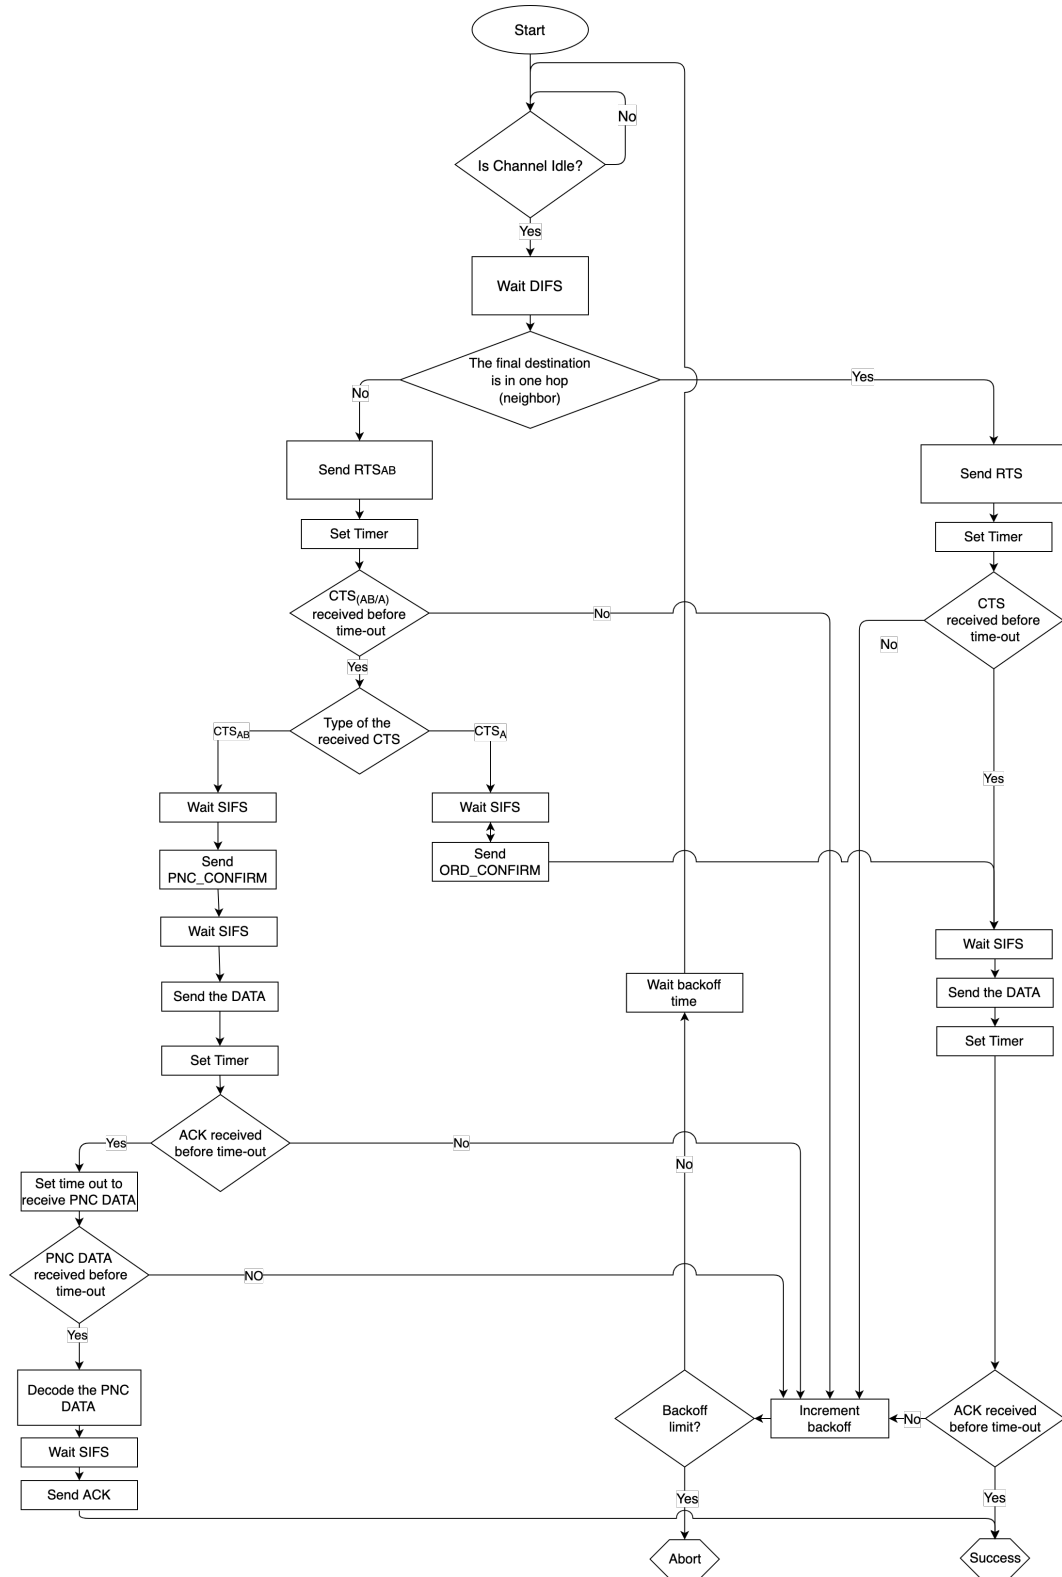 Start
No
Is Channel Idle?
Yes
Wait DIFS
The final destination
is in one hop
(neighbor)
No
Yes
Send RTSAB
Send RTS
Set Timer
Set Timer
CTS(AB/A)
received before
time-out
No
CTS
received before
time-out
No
Yes
Type of the
received CTS
CTSAB
CTSA
Yes
Wait SIFS
Wait SIFS
Send
PNC_CONFIRM
Send
ORD_CONFIRM
Wait SIFS
Wait SIFS
Send the DATA
Wait backoff
time
Send the DATA
Set Timer
Set Timer
ACK received
before time-out
Yes
No
No
Set time out to
receive PNC DATA
PNC DATA
received before
time-out
NO
Yes
Decode the PNC
DATA
Backoff
limit?
Increment
backoff
No
ACK received
before time-out
Wait SIFS
Send ACK
Yes
Yes
Abort
Success